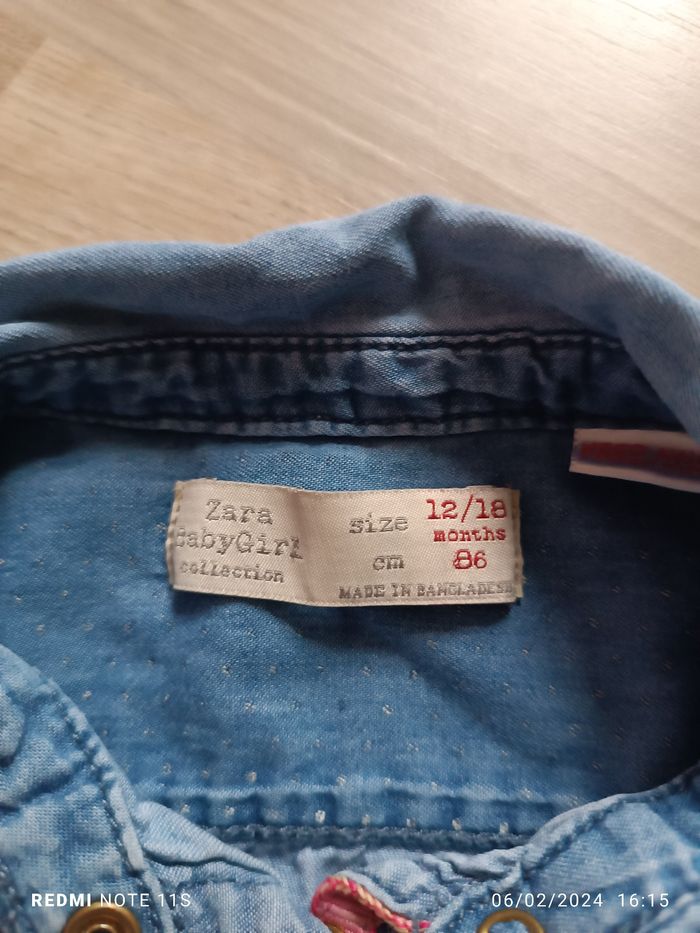 Zara
BabyGirl
collection
size
12/18
months
cm
86
MADE IN BANGLADESH
REDMI NOTE 11S
06/02/2024 16:15